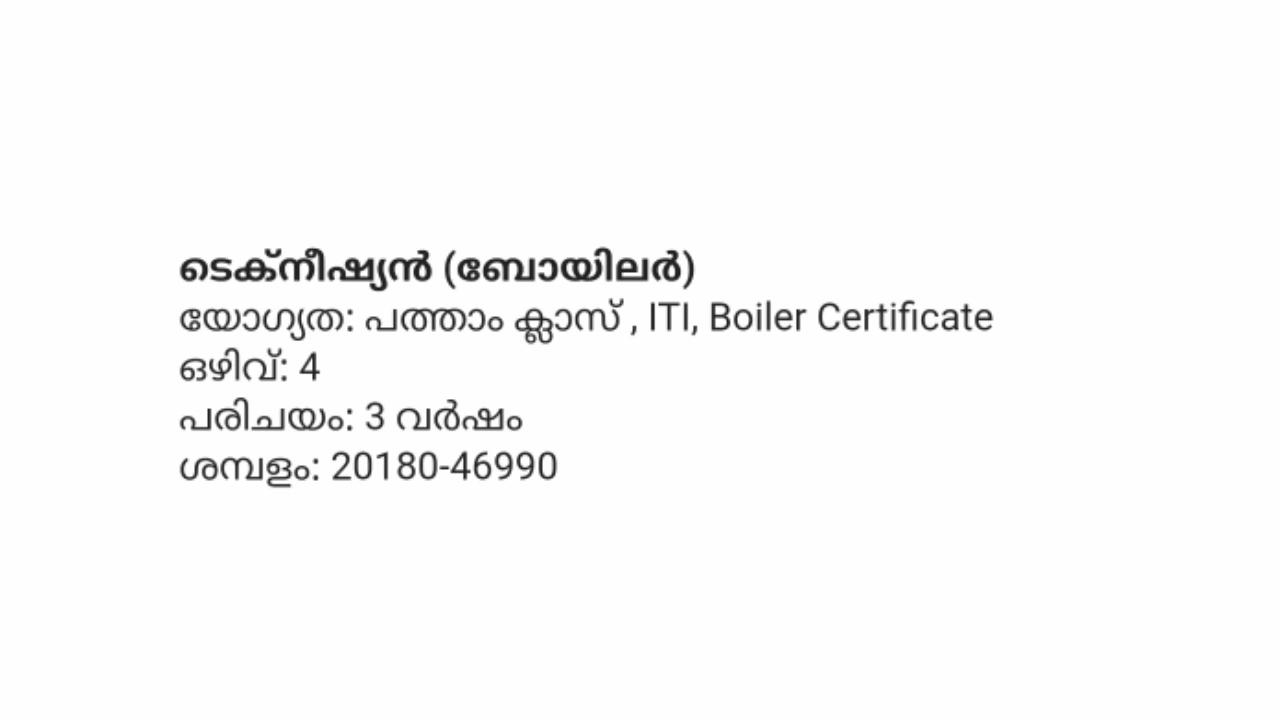 ടെക്നീഷ്യൻ (ബോയിലർ)
യോഗ്യത: പത്താം ക്ലാസ് , ITI, Boiler Certificate
ഒഴിവ്: 4
പരിചയം: 3 വർഷം
ശമ്പളം: 20180-46990